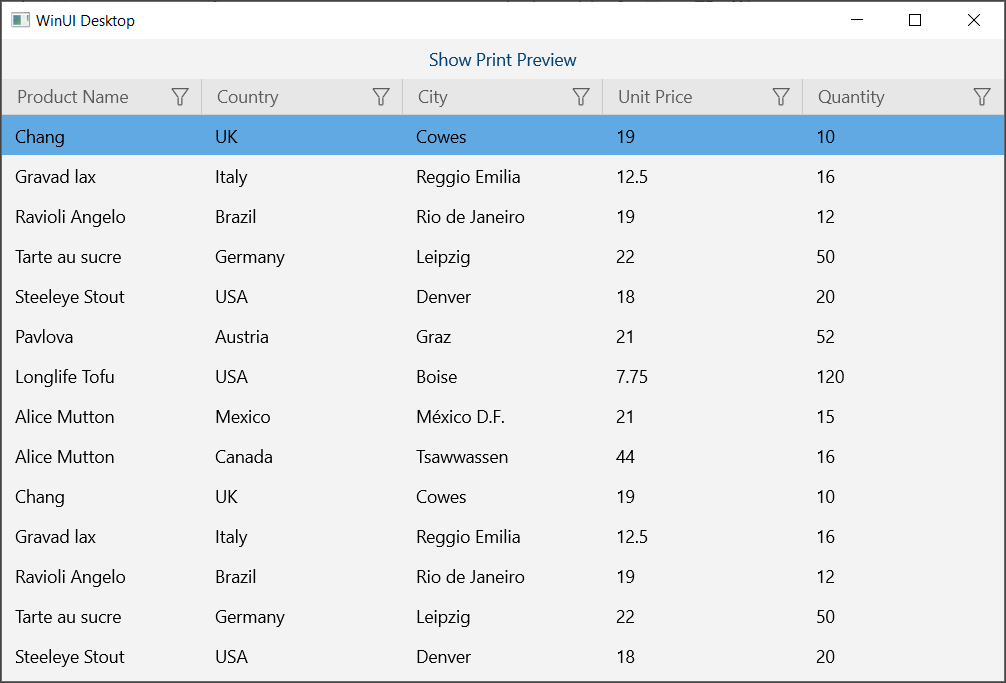 WinUI Desktop
Show Print Preview
Product Name Country City Unit Price Quantity
Chang UK Cowes 19 10
Gravad lax Italy Reggio Emilia 12.5 16
Ravioli Angelo Brazil Rio de Janeiro 19 12
Tarte au sucre Germany Leipzig 22 50
Steeleye Stout USA Denver 18 20
Pavlova Austria Graz 21 52
Longlife Tofu USA Boise 7.75 120
Alice Mutton Mexico México D.F. 21 15
Alice Mutton Canada Tsawwassen 44 16
Chang UK Cowes 19 10
Gravad lax Italy Reggio Emilia 12.5 16
Ravioli Angelo Brazil Rio de Janeiro 19 12
Tarte au sucre Germany Leipzig 22 50
Steeleye Stout USA Denver 18 20